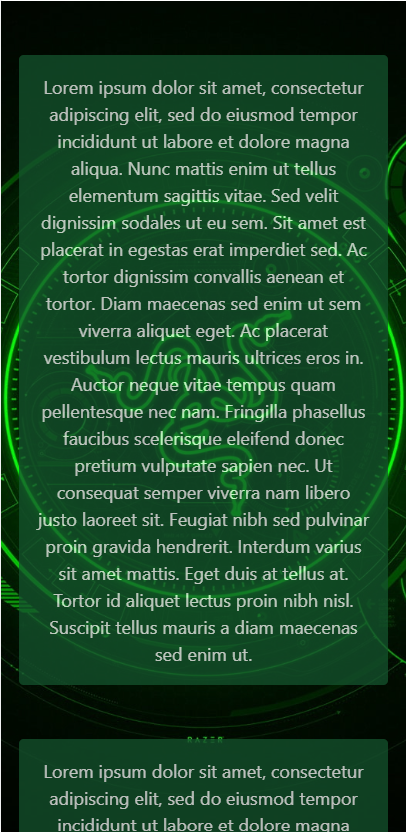 Lorem ipsum dolor sit amet, consectetur
adipiscing elit, sed do eiusmod tempor
incididunt ut labore et dolore magna
aliqua. Nunc mattis enim ut tellus
elementum sagittis vitae. Sed velit
dignissim sodales ut eu sem. Sit amet est
placerat in egestas erat imperdiet sed. Ac
tortor dignissim convallis aenean et
tortor. Diam maecenas sed enim ut sem
viverra aliquet eget. Ac placerat
vestibulum lectus mauris ultrices eros in.
Auctor neque vitae tempus quam
pellentesque nec nam. Fringilla phasellus
faucibus scelerisque eleifend donec
pretium vulputate sapien nec. Ut
consequat semper viverra nam libero
justo laoreet sit. Feugiat nibh sed pulvinar
proin gravida hendrerit. Interdum varius
sit amet mattis. Eget duis at tellus at.
Tortor id aliquet lectus proin nibh nisl.
Suscipit tellus mauris a diam maecenas
sed enim ut.
RAZER
Lorem ipsum dolor sit amet, consectetur
adipiscing elit, sed do eiusmod tempor
incididunt ut labore et dolore magna